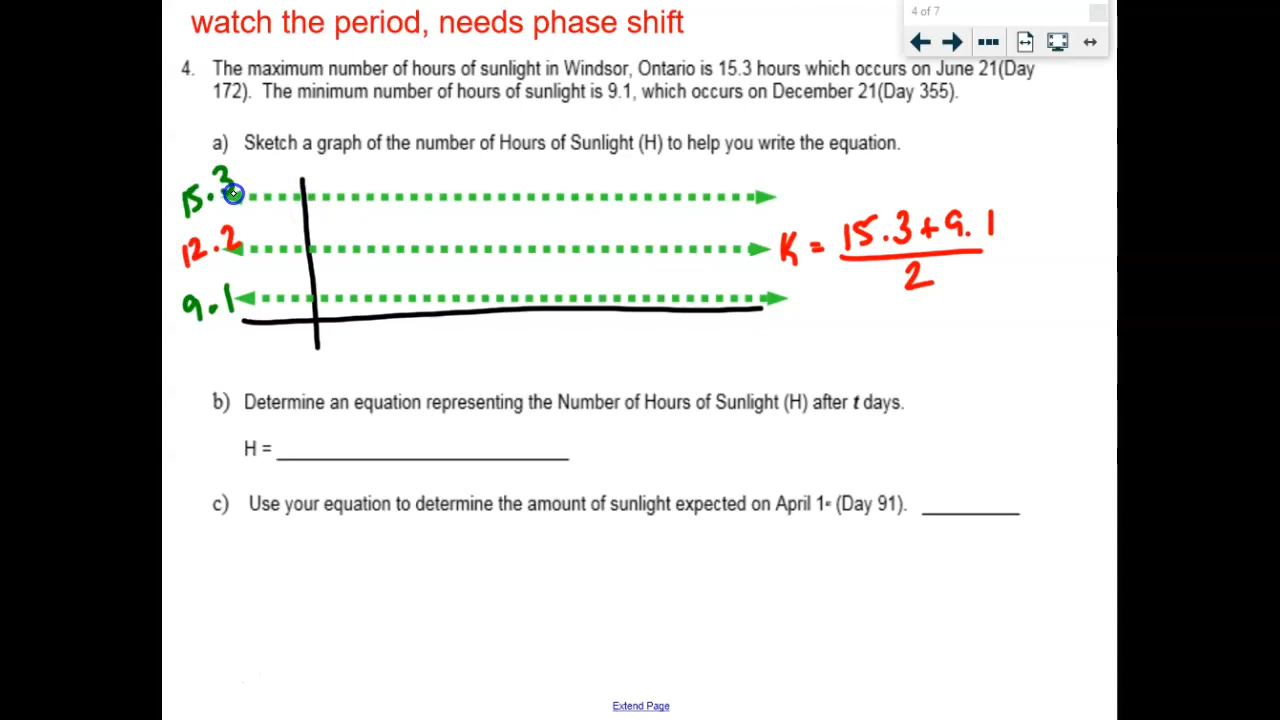 watch the period, needs phase shift
4 of 7
4. The maximum number of hours of sunlight in Windsor, Ontario is 15.3 hours which occurs on June 21(Day
172). The minimum number of hours of sunlight is 9.1, which occurs on December 21(Day 355).
a) Sketch a graph of the number of Hours of Sunlight (H) to help you write the equation.
15.3
12.2
9.1
K = 15.3+9.1
2
b) Determine an equation representing the Number of Hours of Sunlight (H) after t days.
H = ____________________________
c) Use your equation to determine the amount of sunlight expected on April 1st (Day 91). __________
Extend Page